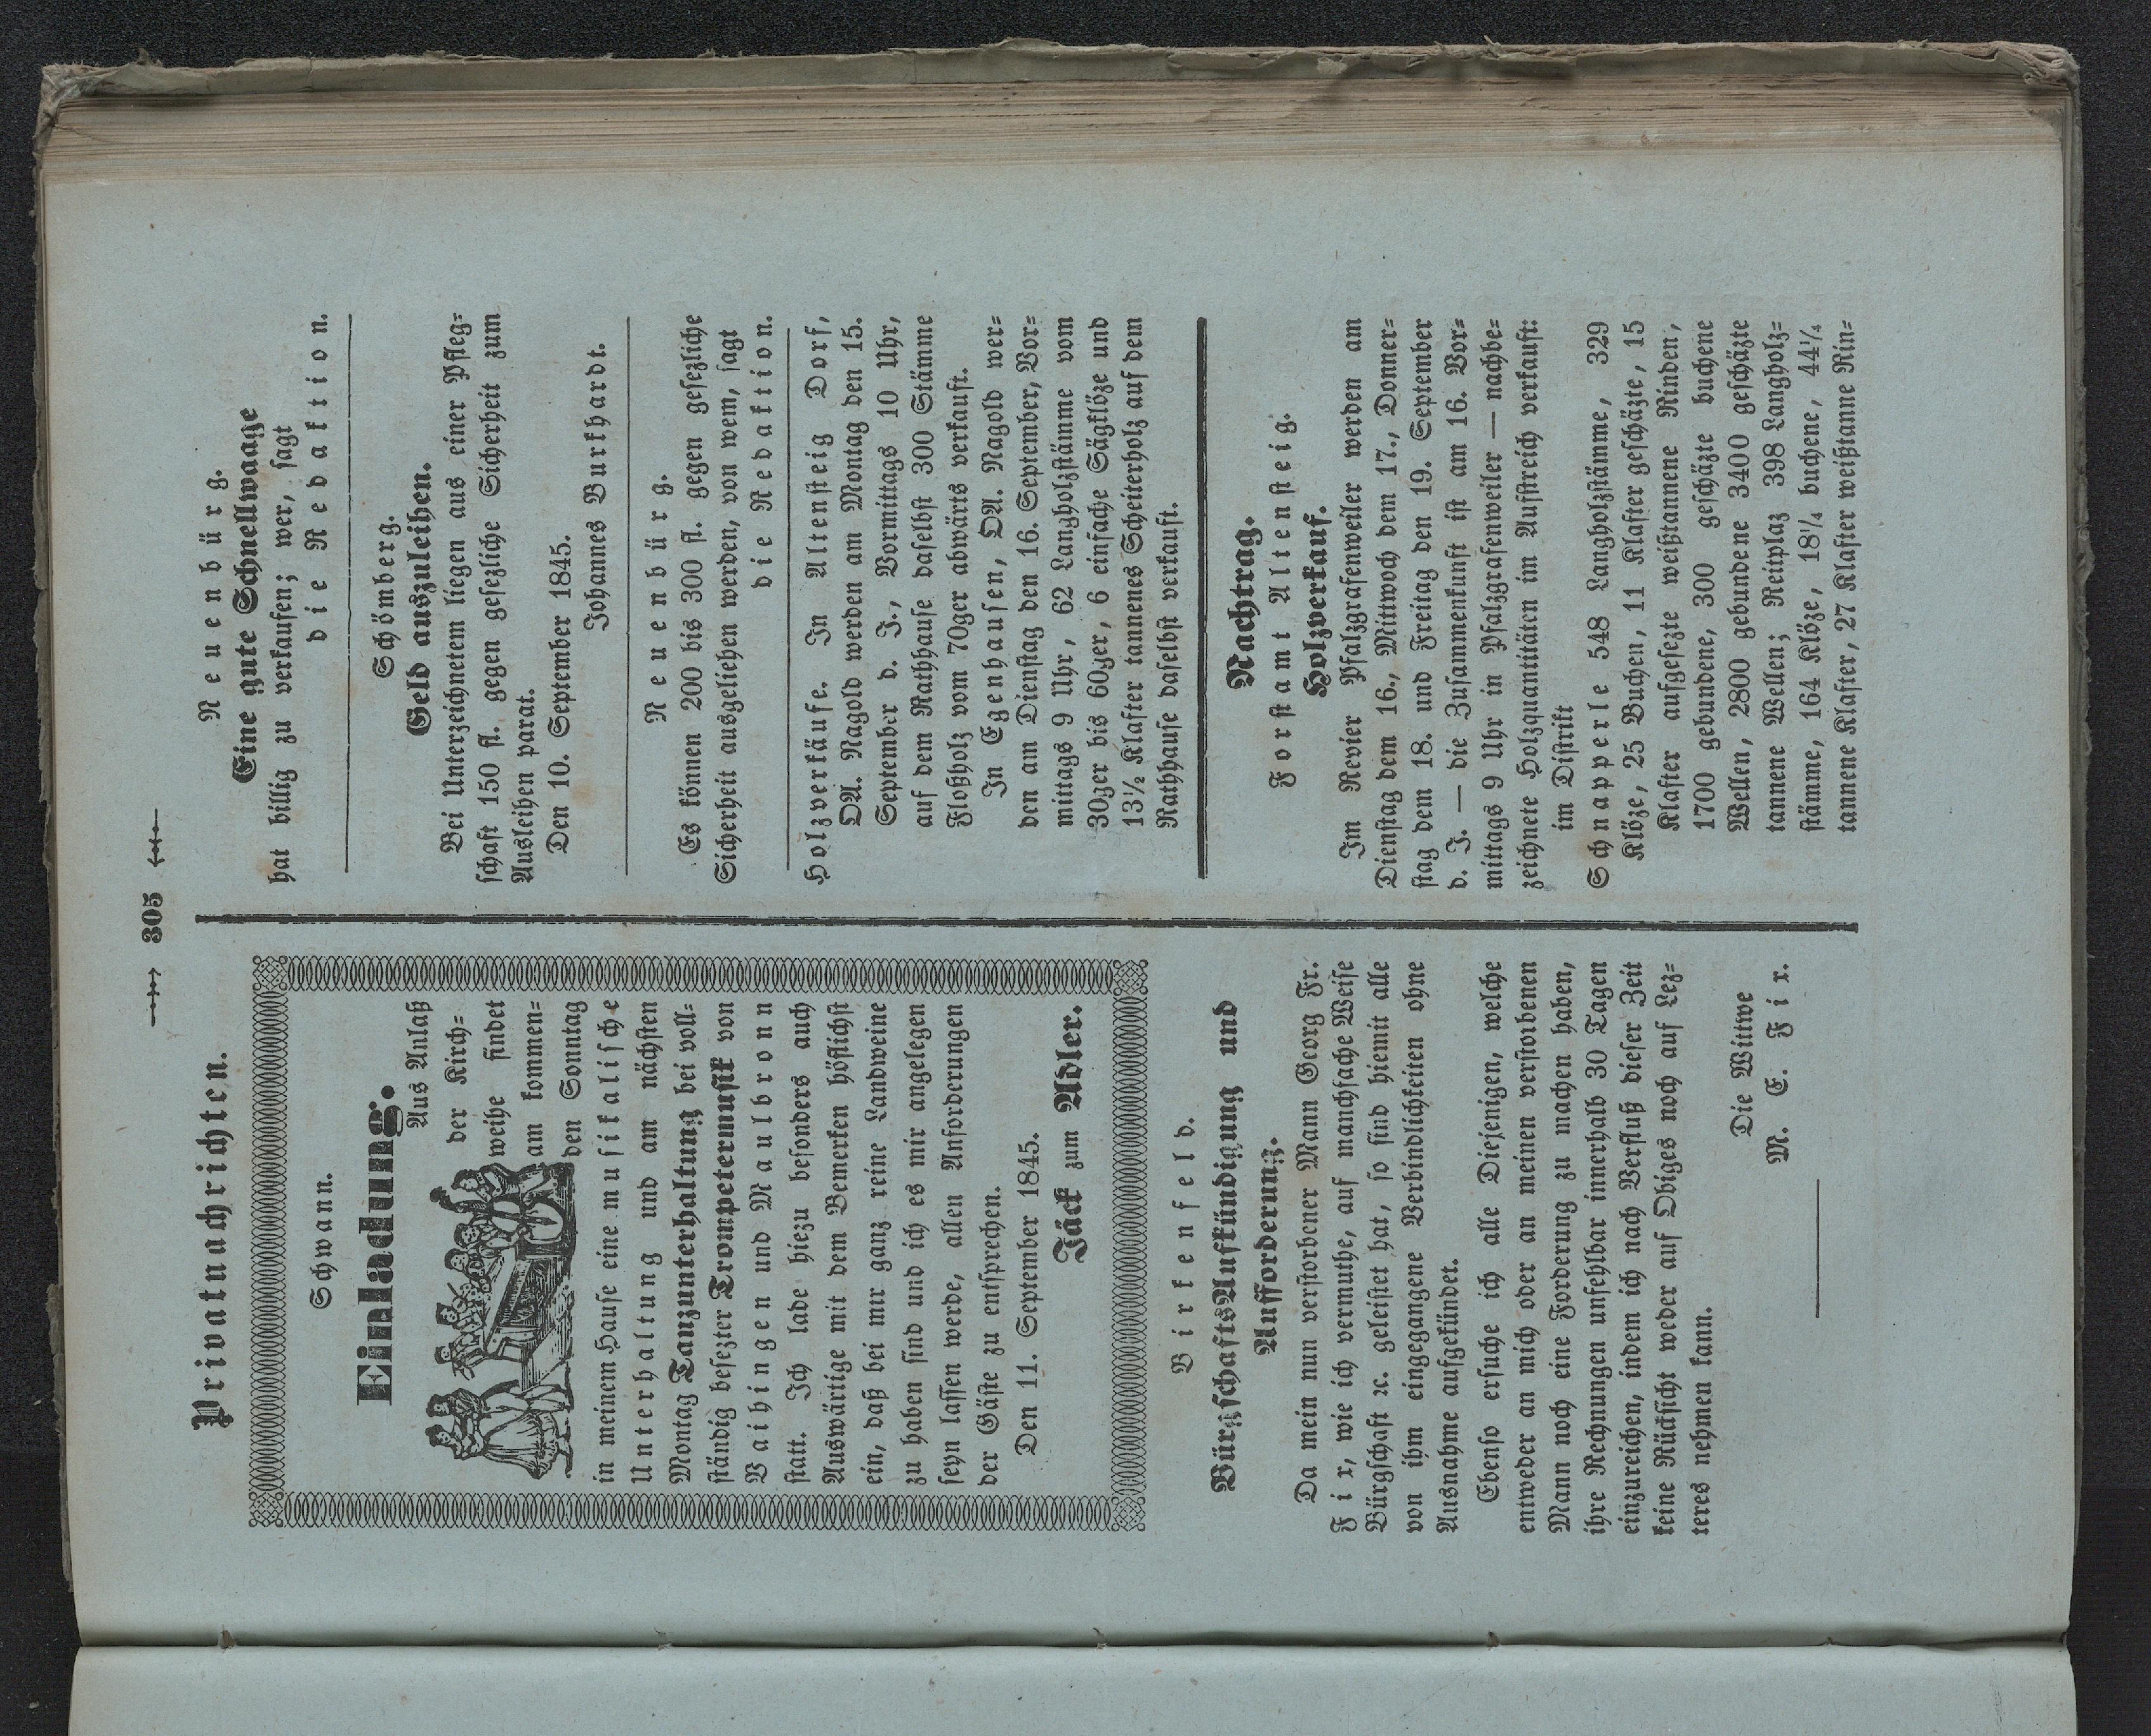 305
Privatnachrichten.
Schwann.
Einladung.
Aus Anlaß
der Kirch-
weihe findet
am kommen-
den Sonntag
in meinem Hause eine musikalische
Unterhaltung und am nächsten
Montag Tanzunterhaltung bei voll-
ständig besezter Trompetermusik von
Vaihingen und Maulbronn
statt. Ich lade hiezu besonders auch
Auswärtige mit dem Bemerken höflichst
ein, daß bei mir ganz reine Landweine
zu haben sind und ich es mir angelegen
seyn lassen werde, allen Anforderungen
der Gäste zu entsprechen.
Den 11. September 1845.
Jäck zum Adler.
Birkenfeld.
BürgschaftsAufkündigung und
Aufforderung.
Da mein nun verstorbener Mann Georg Fr.
Fix, wie ich vermuthe, auf manchfache Weise
Bürgschaft ꝛc. geleistet hat, so sind hiemit alle
von ihm eingegangene Verbindlichkeiten ohne
Ausnahme aufgekündet.
Ebenso ersuche ich alle Diejenigen, welche
entweder an mich oder an meinen verstorbenen
Mann noch eine Forderung zu machen haben,
ihre Rechnungen unfehlbar innerhalb 30 Tagen
einzureichen, indem ich nach Verfluß dieser Zeit
keine Rücksicht weder auf Obiges noch auf Lez-
teres nehmen kann.
Die Wittwe
M. E. Fix.
Neuenbürg.
Eine gute Schnellwaage
hat billig zu verkaufen; wer, sagt
die Redaktion.
Schömberg.
Geld auszuleihen.
Bei Unterzeichnetem liegen aus einer Pfleg-
schaft 150 fl. gegen gesezliche Sicherheit zum
Ausleihen parat.
Den 10. September 1845.
Johannes Burkhardt.
Neuenbürg.
Es können 200 bis 300 fl. gegen gesezliche
Sicherheit ausgeliehen werden, von wem, sagt
die Redaktion.
Holzverkäufe. In Altensteig Dorf,
OA. Nagold werden am Montag den 15.
September d. J., Vormittags 10 Uhr,
auf dem Rathhause daselbst 300 Stämme
Floßholz vom 70ger abwärts verkauft.
In Egenhausen, OA. Nagold wer-
den am Dienstag den 16. September, Vor-
mittags 9 Uhr, 62 Langholzstämme vom
30ger bis 60ger, 6 einfache Sägklöze und
13½ Klafter tannenes Scheiterholz auf dem
Rathhause daselbst verkauft.
Nachtrag.
Forstamt Altensteig.
Holzverkauf.
Im Revier Pfalzgrafenweiler werden am
Dienstag dem 16., Mittwoch dem 17., Donner-
stag dem 18. und Freitag den 19. September
d. J. — die Zusammenkunft ist am 16. Vor-
mittags 9 Uhr in Pfalzgrafenweiler — nachbe-
zeichnete Holzquantitäten im Aufstreich verkauft:
im Distrikt
Schnapperle 548 Langholzstämme, 329
Klöze, 25 Buchen, 11 Klafter geschäzte, 15
Klafter aufgesezte weißtannene Rinden,
1700 gebundene, 300 geschäzte buchene
Wellen, 2800 gebundene 3400 geschäzte
tannene Wellen; Reitplaz 398 Langholz-
stämme, 164 Klöze, 18¼ buchene, 44¼
tannene Klafter, 27 Klafter weißtanne Rin-